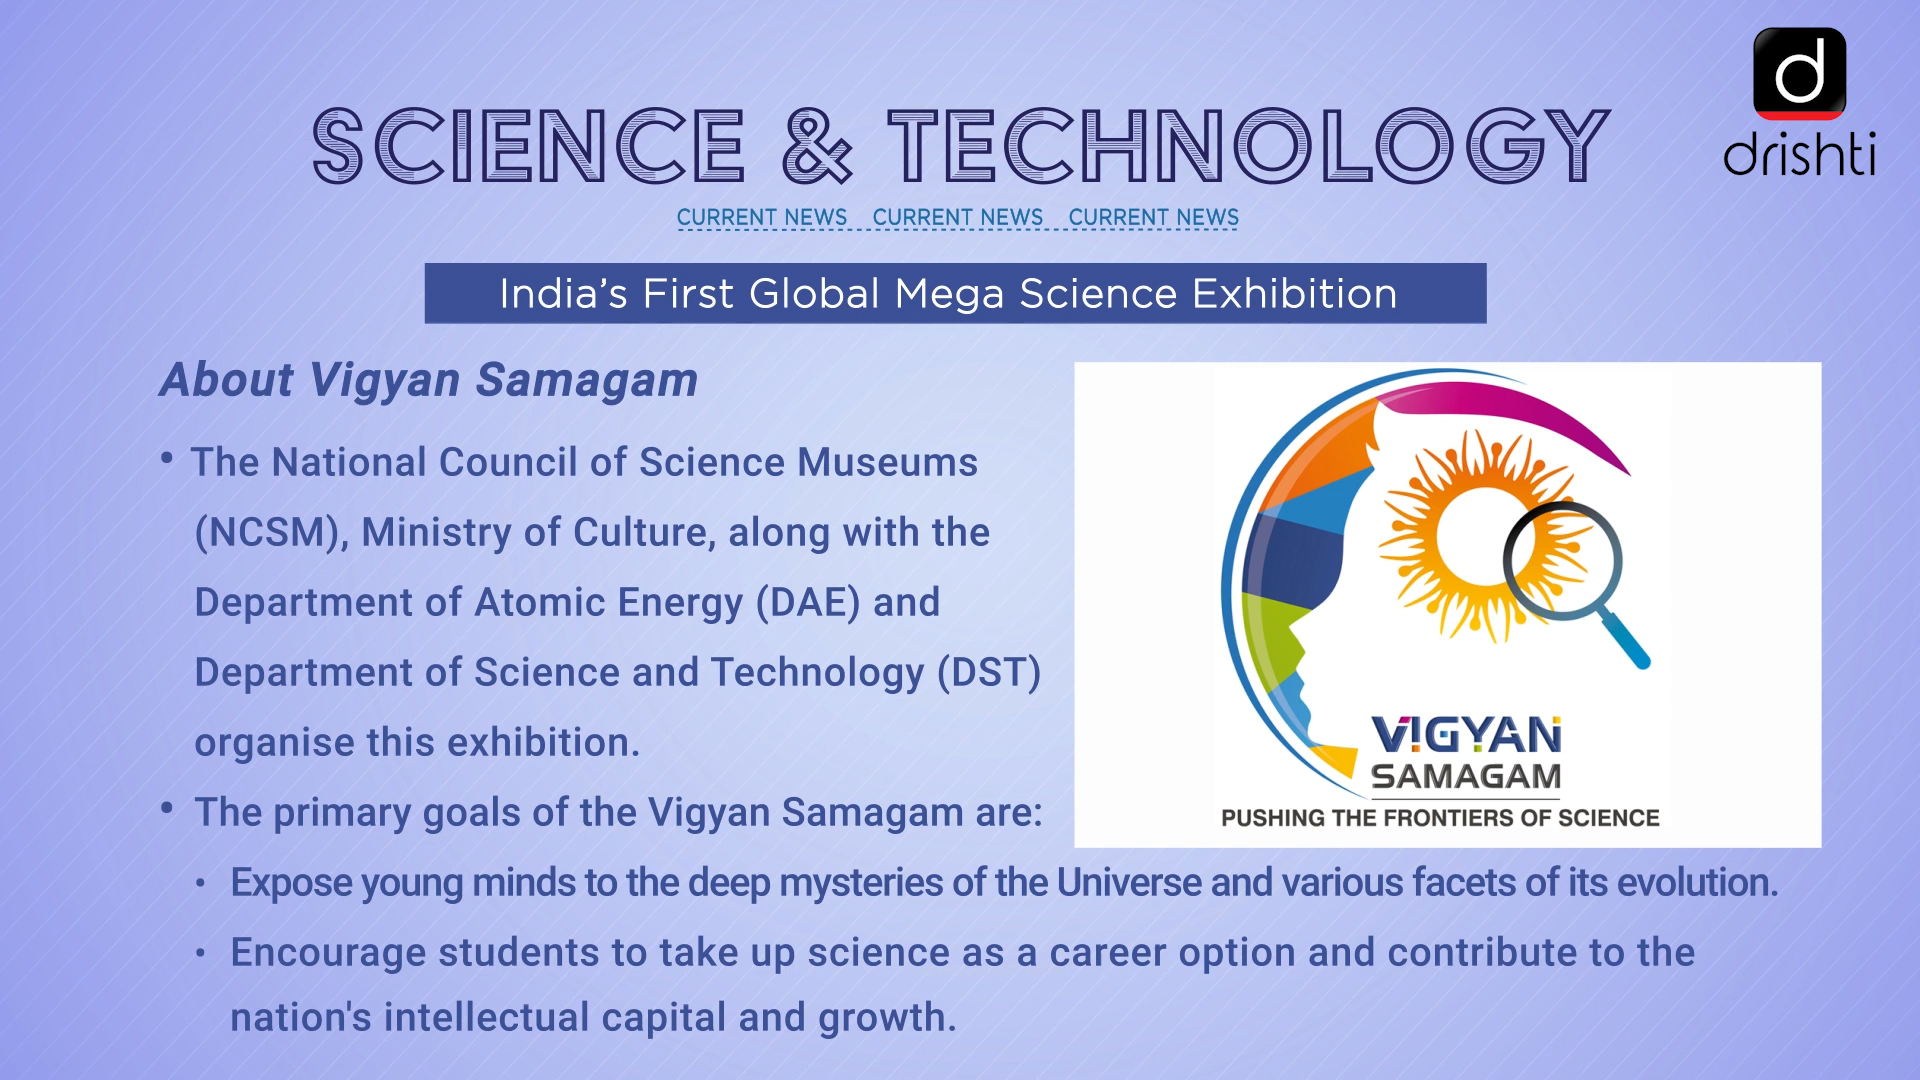 drishti
SCIENCE & TECHNOLOGY
CURRENT NEWS CURRENT NEWS CURRENT NEWS
India’s First Global Mega Science Exhibition
About Vigyan Samagam
• The National Council of Science Museums
(NCSM), Ministry of Culture, along with the
Department of Atomic Energy (DAE) and
Department of Science and Technology (DST)
organise this exhibition.
• The primary goals of the Vigyan Samagam are:
• Expose young minds to the deep mysteries of the Universe and various facets of its evolution.
• Encourage students to take up science as a career option and contribute to the
nation's intellectual capital and growth.
VIGYAN
SAMAGAM
PUSHING THE FRONTIERS OF SCIENCE